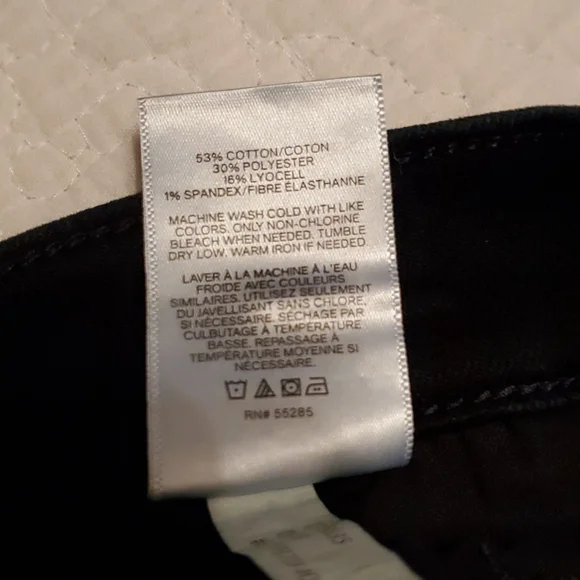 53% COTTON/COTON
30% POLYESTER
16% LYOCELL
1% SPANDEX/FIBRE ÉLASTHANNE
MACHINE WASH COLD WITH LIKE
COLORS. ONLY NON-CHLORINE
BLEACH WHEN NEEDED. TUMBLE
DRY LOW. WARM IRON IF NEEDED.
LAVER À LA MACHINE À L'EAU
FROIDE AVEC COULEURS
SIMILAIRES. UTILISEZ SEULEMENT
DU JAVELLISANT SANS CHLORE,
SI NÉCESSAIRE. SÉCHAGE PAR
CULBUTAGE À TEMPÉRATURE
BASSE. REPASSAGE À
TEMPÉRATURE MOYENNE SI
NÉCESSAIRE.
RN# 55285